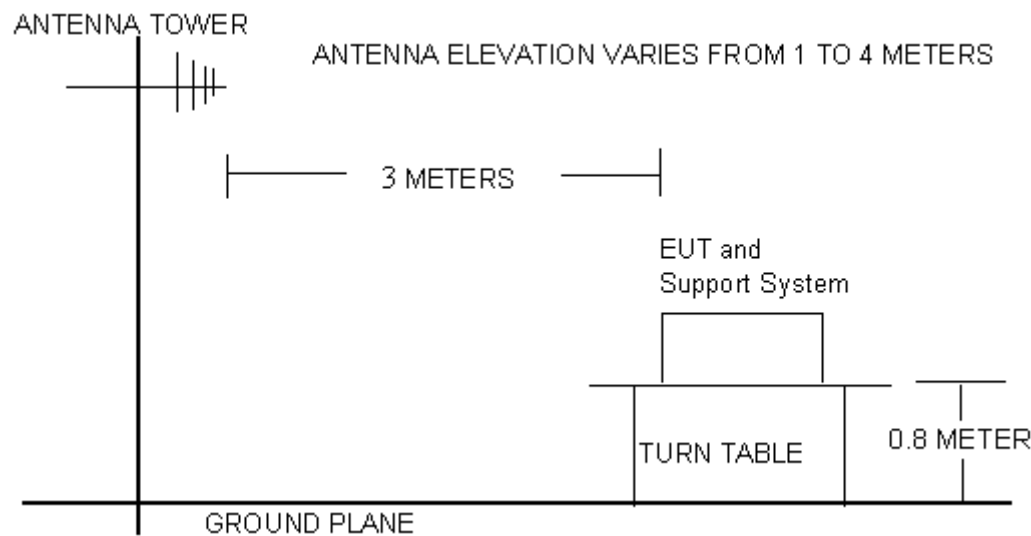 ANTENNA TOWER
ANTENNA ELEVATION VARIES FROM 1 TO 4 METERS
3 METERS
EUT and
Support System
TURN TABLE
0.8 METER
GROUND PLANE